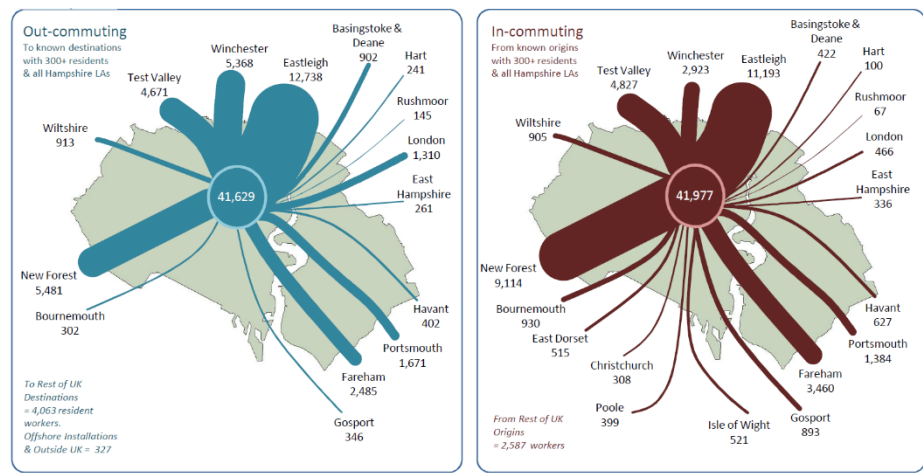 Out-commuting
To known destinations
with 300+ residents
& all Hampshire LAs
Test Valley
4,671
Winchester
5,368
Eastleigh
12,738
Basingstoke &
Deane
902
Hart
241
Rushmoor
145
London
1,310
East
Hampshire
261
Wiltshire
913
41,629
New Forest
5,481
Bournemouth
302
Havant
402
Portsmouth
1,671
Fareham
2,485
Gosport
346
To Rest of UK
Destinations
= 4,063 resident
workers.
Offshore Installations
& Outside UK = 327
In-commuting
From known origins
with 300+ residents
& all Hampshire LAs
Test Valley
4,827
Winchester
2,923
Eastleigh
11,193
Basingstoke &
Deane
422
Hart
100
Rushmoor
67
London
466
East
Hampshire
336
Wiltshire
905
41,977
New Forest
9,114
Bournemouth
930
East Dorset
515
Christchurch
308
Poole
399
Isle of Wight
521
Havant
627
Portsmouth
1,384
Fareham
3,460
Gosport
893
From Rest of UK
Origins
= 2,587 workers